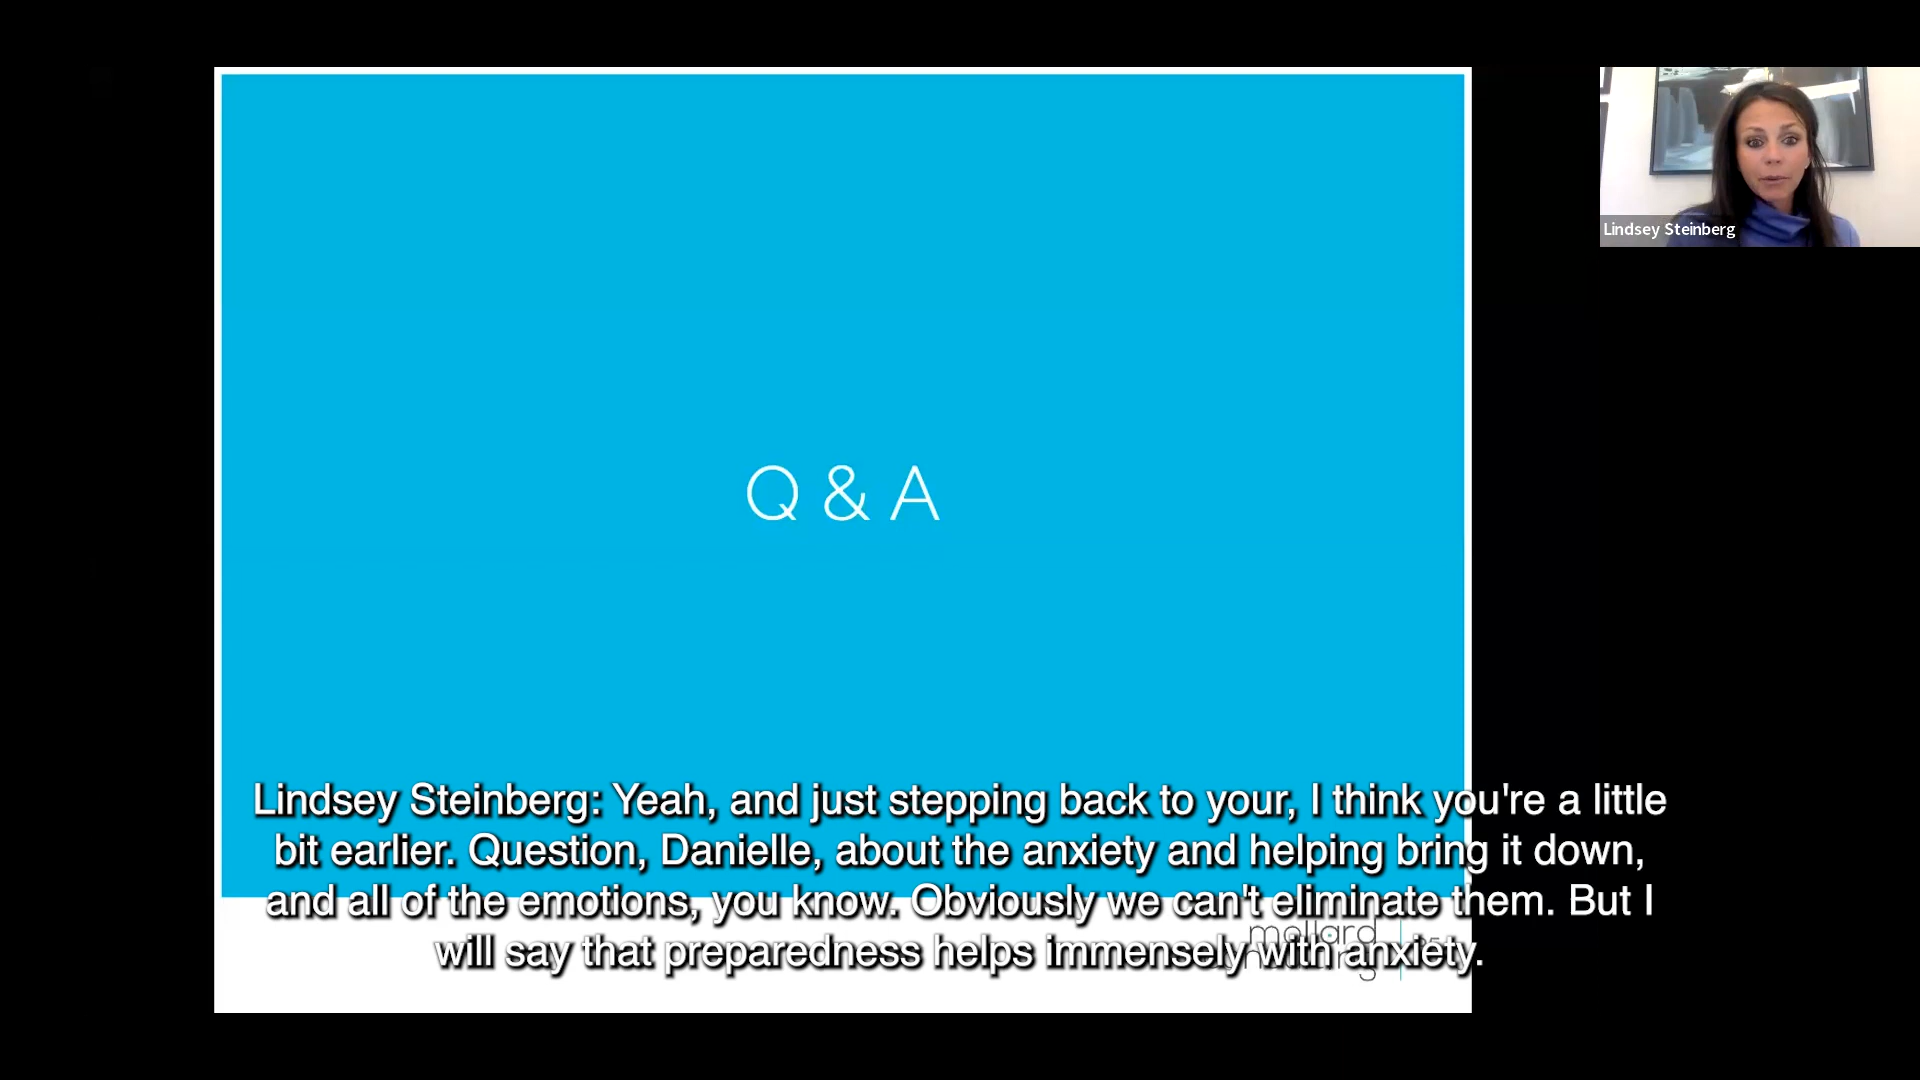 Lindsey Steinberg
Q & A
Lindsey Steinberg: Yeah, and just stepping back to your, I think you're a little
bit earlier. Question, Danielle, about the anxiety and helping bring it down,
and all of the emotions, you know. Obviously we can't eliminate them. But I
will say that preparedness helps immensely with anxiety.
mollard